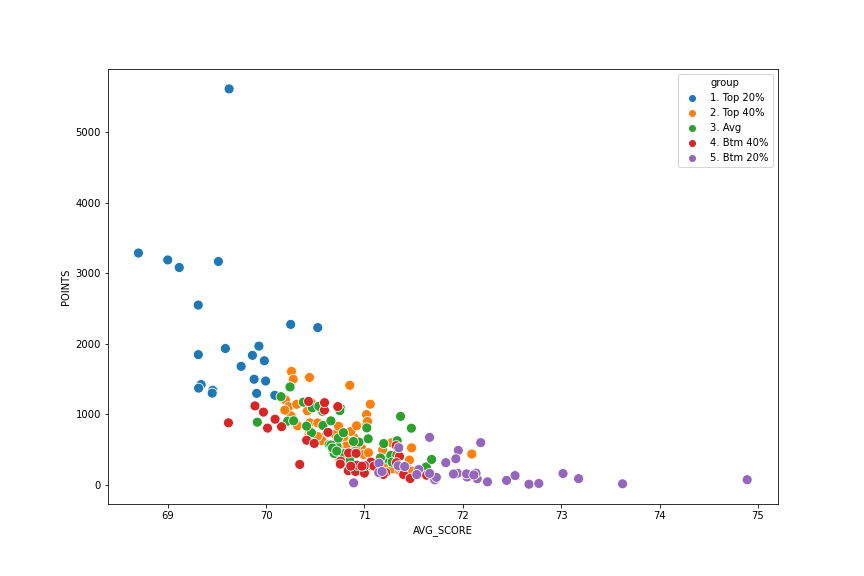 group
1. Top 20%
2. Top 40%
3. Avg
4. Btm 40%
5. Btm 20%
5000
4000
3000
2000
1000
0
POINTS
69 70 71 72 73 74 75
AVG_SCORE